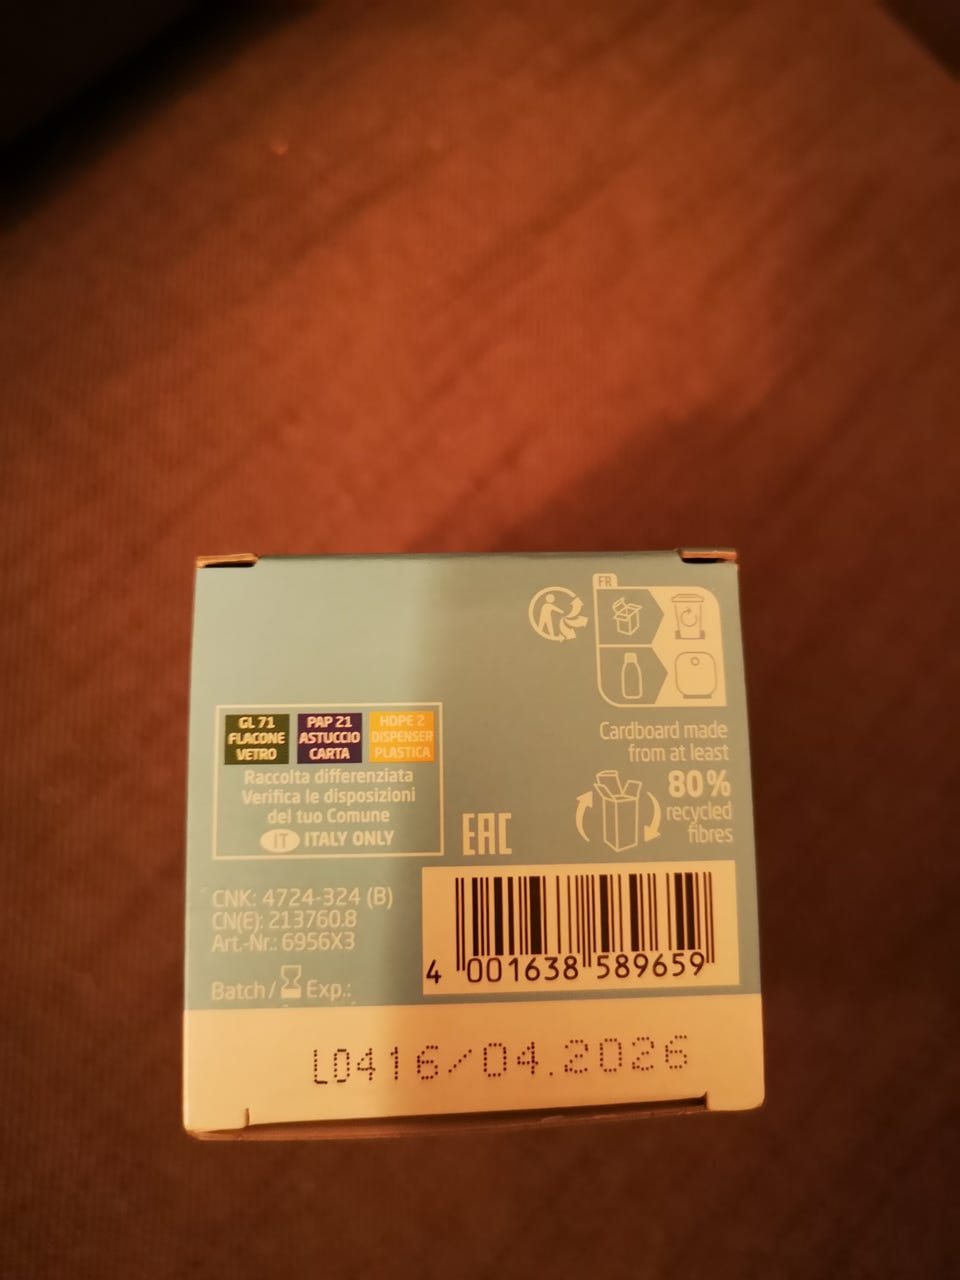 FR
GL 71
FLACONE
VETRO
PAP 21
ASTUCCIO
CARTA
HDPE 2
DISPENSER
PLASTICA
Raccolta differenziata
Verifica le disposizioni
del tuo Comune
IT ITALY ONLY
Cardboard made
from at least
80%
recycled
fibres
EAC
CNK: 4724-324 (B)
CN(E): 213760.8
Art.-Nr.: 6956X3
Batch/ Exp.:
4 001638 589659
L0416/04.2026